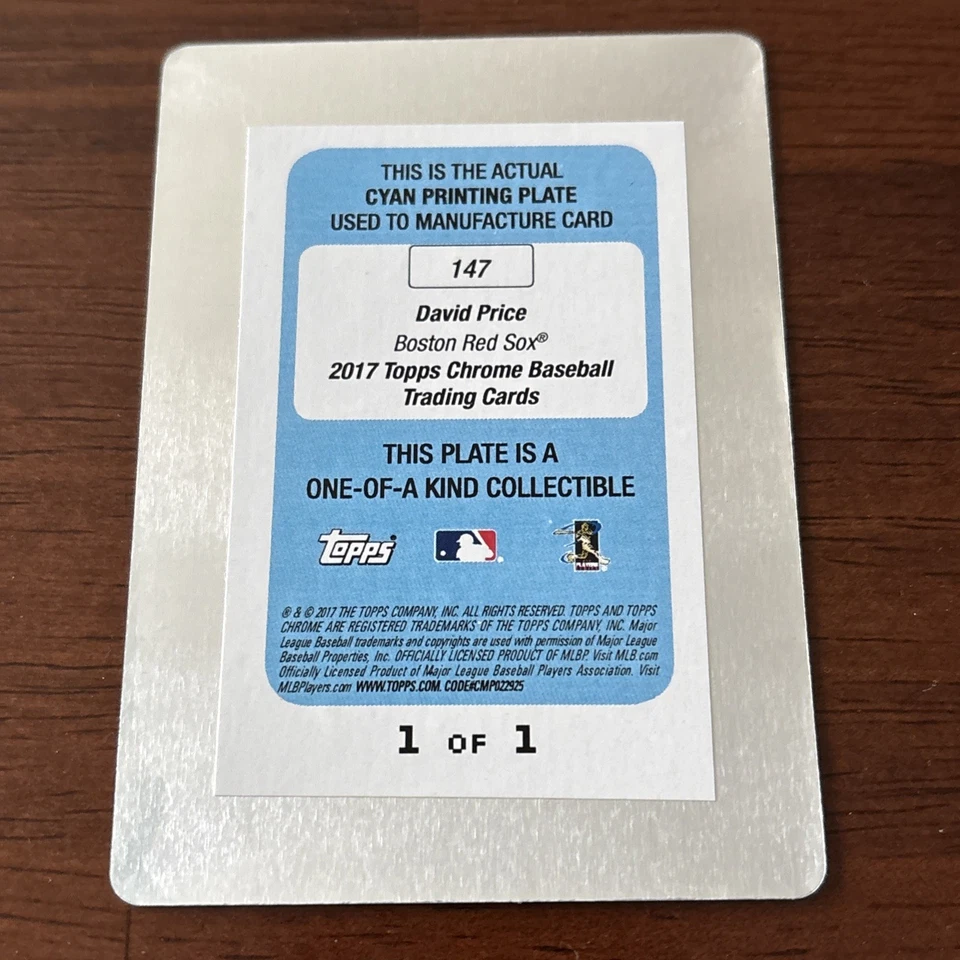 THIS IS THE ACTUAL
CYAN PRINTING PLATE
USED TO MANUFACTURE CARD
147
David Price
Boston Red Sox®
2017 Topps Chrome Baseball
Trading Cards
THIS PLATE IS A
ONE-OF-A KIND COLLECTIBLE
Topps
PLAYERS
® & © 2017 THE TOPPS COMPANY, INC. ALL RIGHTS RESERVED. TOPPS AND TOPPS
CHROME ARE REGISTERED TRADEMARKS OF THE TOPPS COMPANY, INC. Major
League Baseball trademarks and copyrights are used with permission of Major League
Baseball Properties, Inc. OFFICIALLY LICENSED PRODUCT OF MLBP. Visit MLB.com
Officially Licensed Product of Major League Baseball Players Association. Visit
MLBPlayers.com WWW.TOPPS.COM. CODE#CMP022925
1 OF 1